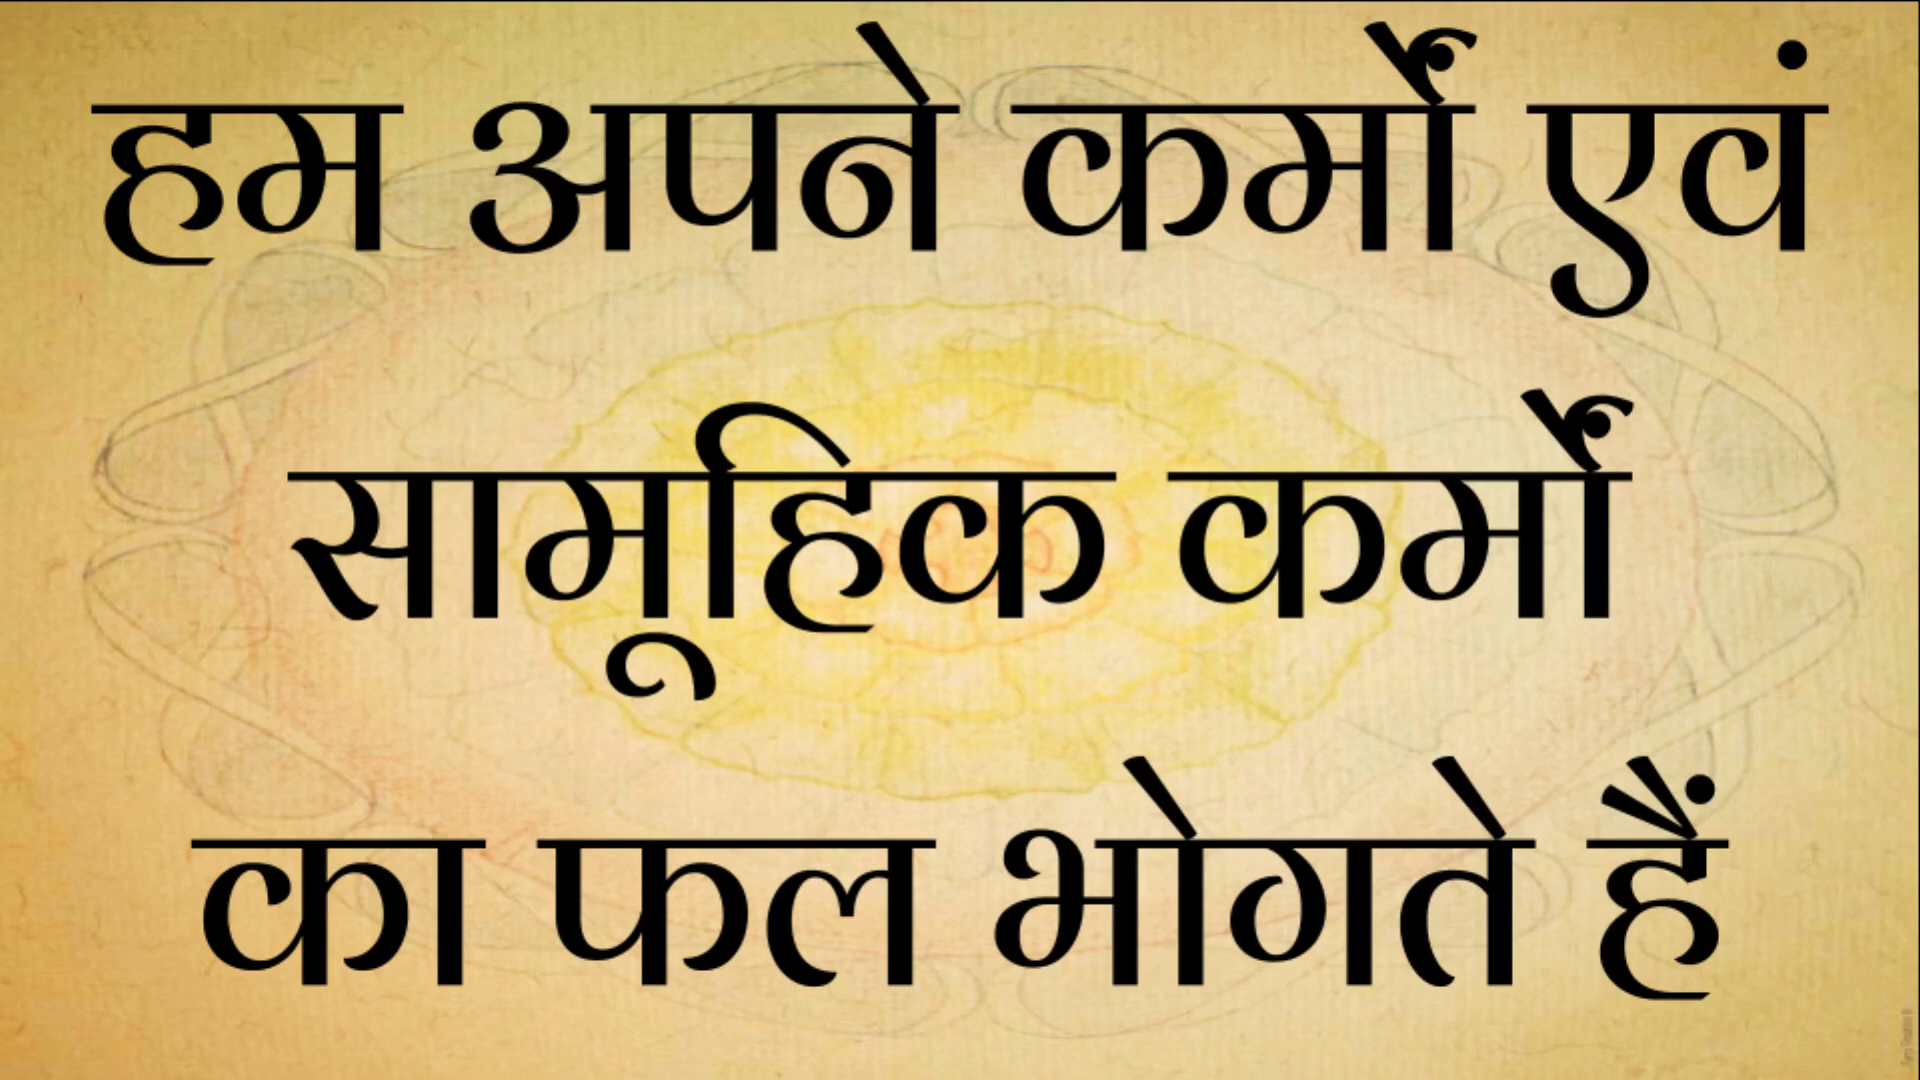 हम अपने कर्मों एवं
सामूहिक कर्मों
का फल भोगते हैं